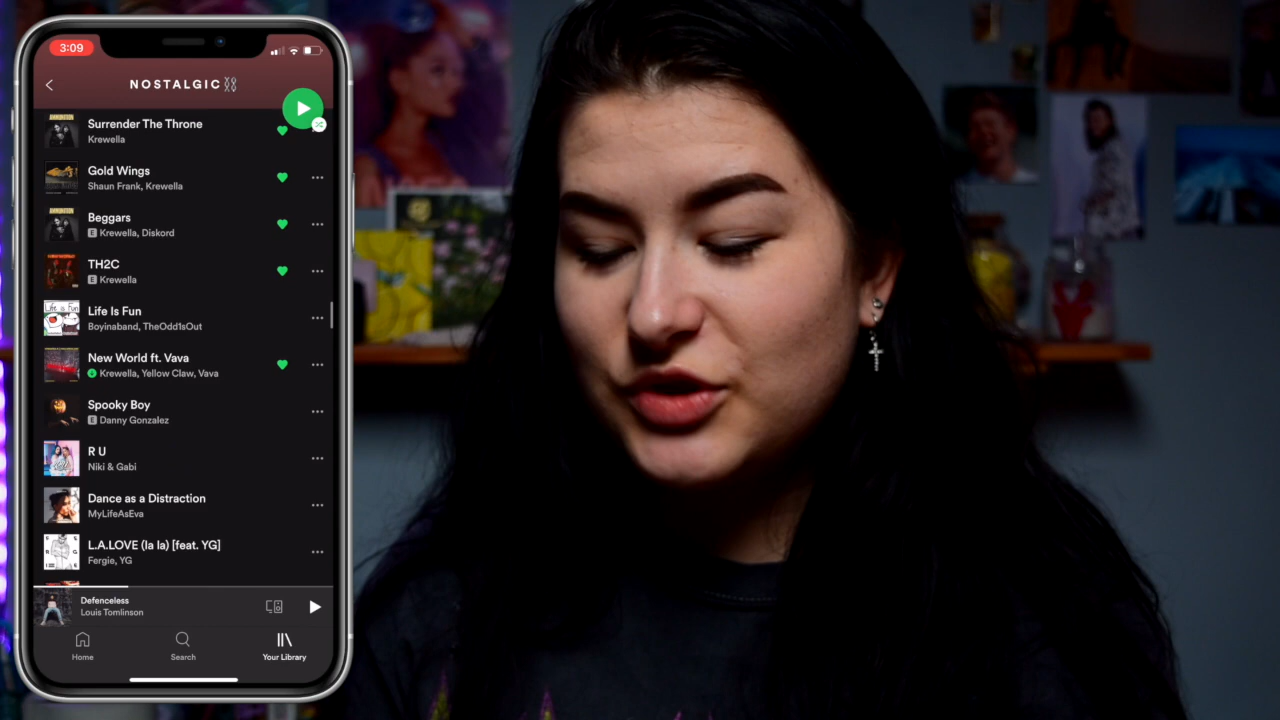 3:09
NOSTALGIC
Surrender The Throne
Krewella
Gold Wings
Shaun Frank, Krewella
Beggars
E Krewella, Diskord
TH2C
E Krewella
Life Is Fun
Boyinaband, TheOdd1sOut
New World ft. Vava
Krewella, Yellow Claw, Vava
Spooky Boy
E Danny Gonzalez
R U
Niki & Gabi
Dance as a Distraction
MyLifeAsEva
L.A.LOVE (la la) [feat. YG]
Fergie, YG
Defenceless
Louis Tomlinson
Home
Search
Your Library